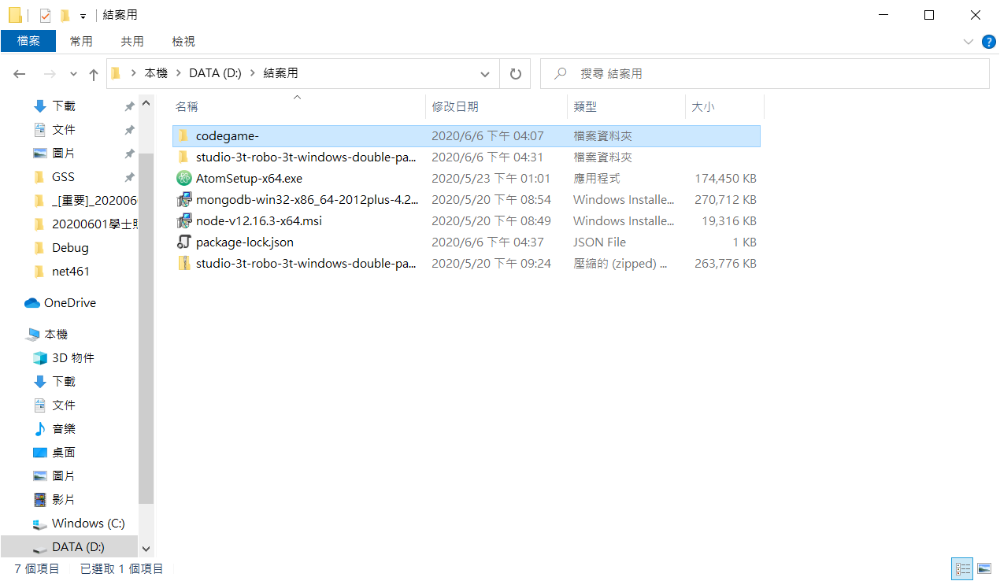 結案用
檔案 常用 共用 檢視
本機 DATA (D:) 結案用 搜尋 結案用
名稱 修改日期 類型 大小
codegame- 2020/6/6 下午 04:07 檔案資料夾
studio-3t-robo-3t-windows-double-pa... 2020/6/6 下午 04:31 檔案資料夾
AtomSetup-x64.exe 2020/5/23 下午 01:01 應用程式 174,450 KB
mongodb-win32-x86_64-2012plus-4.2... 2020/5/20 下午 08:54 Windows Installe... 270,712 KB
node-v12.16.3-x64.msi 2020/5/20 下午 08:49 Windows Installe... 19,316 KB
package-lock.json 2020/6/6 下午 04:37 JSON File 1 KB
studio-3t-robo-3t-windows-double-pa... 2020/5/20 下午 09:24 壓縮的 (zipped) ... 263,776 KB
下載
文件
圖片
GSS
_[重要]_202006
20200601學士
Debug
net461
OneDrive
本機
3D 物件
下載
文件
音樂
桌面
圖片
影片
Windows (C:)
DATA (D:)
7 個項目 已選取 1 個項目